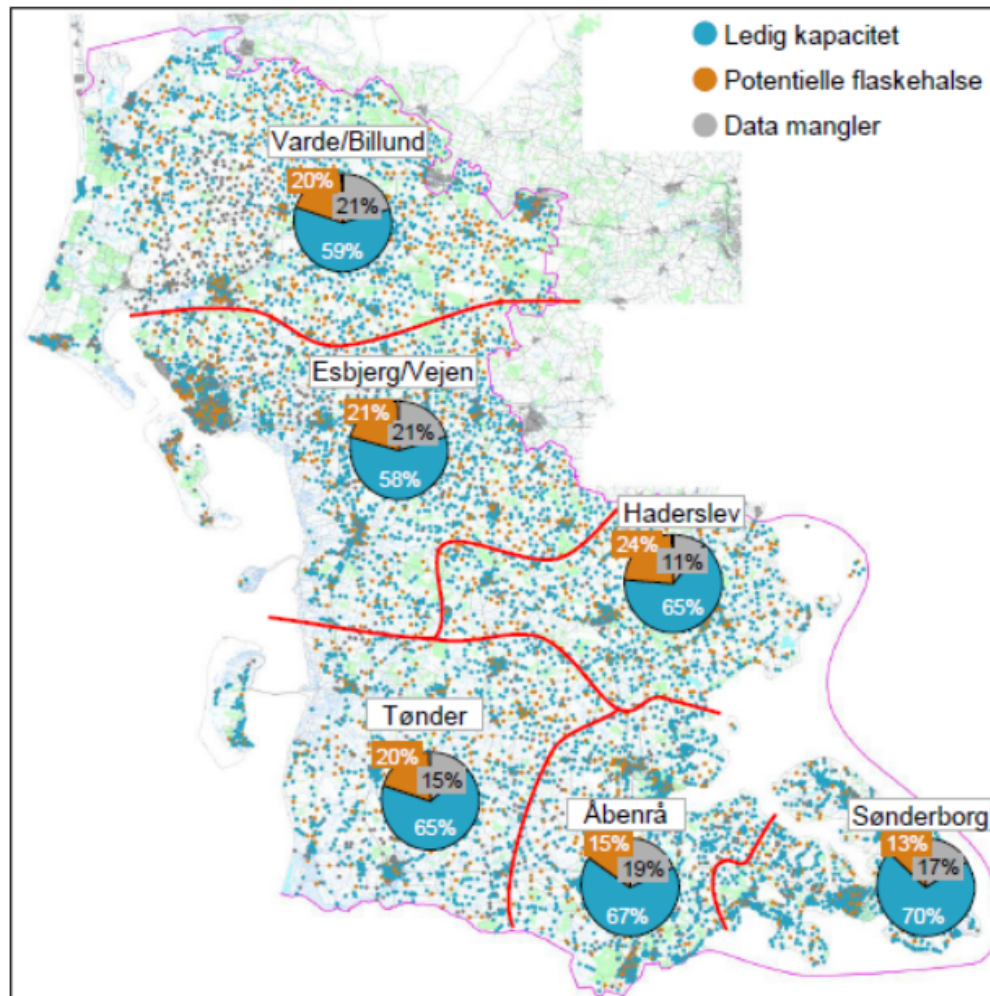 Ledig kapacitet
Potentielle flaskehalse
Data mangler
Varde/Billund
20%
21%
59%
Esbjerg/Vejen
21%
21%
58%
Haderslev
24%
11%
65%
Tønder
20%
15%
65%
Åbenrå
15%
19%
67%
Sønderborg
13%
17%
70%